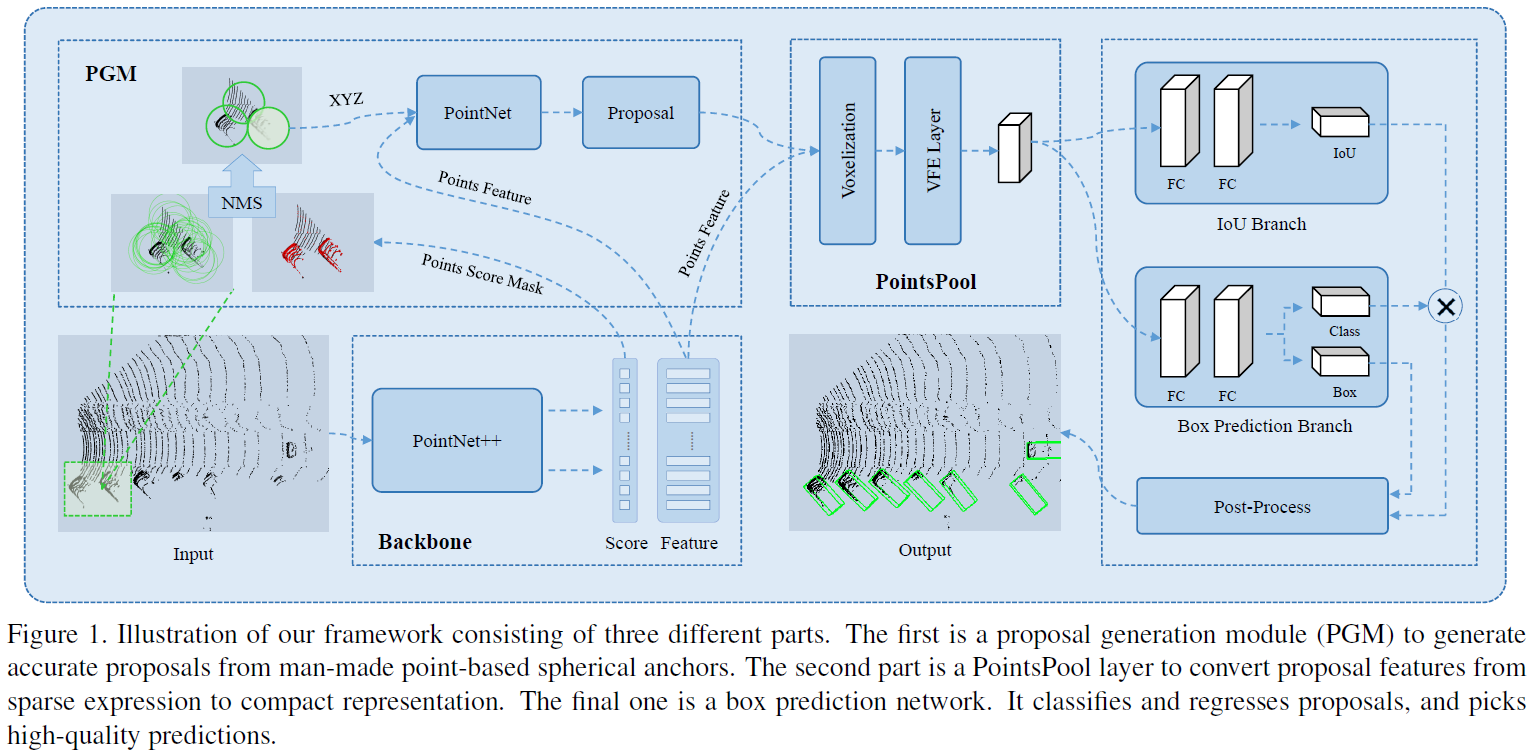 PGM
XYZ
PointNet
Proposal
NMS
Points Feature
Points Score Mask
Points Feature
Voxelization
VFE Layer
PointsPool
FC
FC
IoU
IoU Branch
FC
FC
Class
Box
Box Prediction Branch
Post-Process
Input
PointNet++
Backbone
Score
Feature
Output
Figure 1. Illustration of our framework consisting of three different parts. The first is a proposal generation module (PGM) to generate
accurate proposals from man-made point-based spherical anchors. The second part is a PointsPool layer to convert proposal features from
sparse expression to compact representation. The final one is a box prediction network. It classifies and regresses proposals, and picks
high-quality predictions.